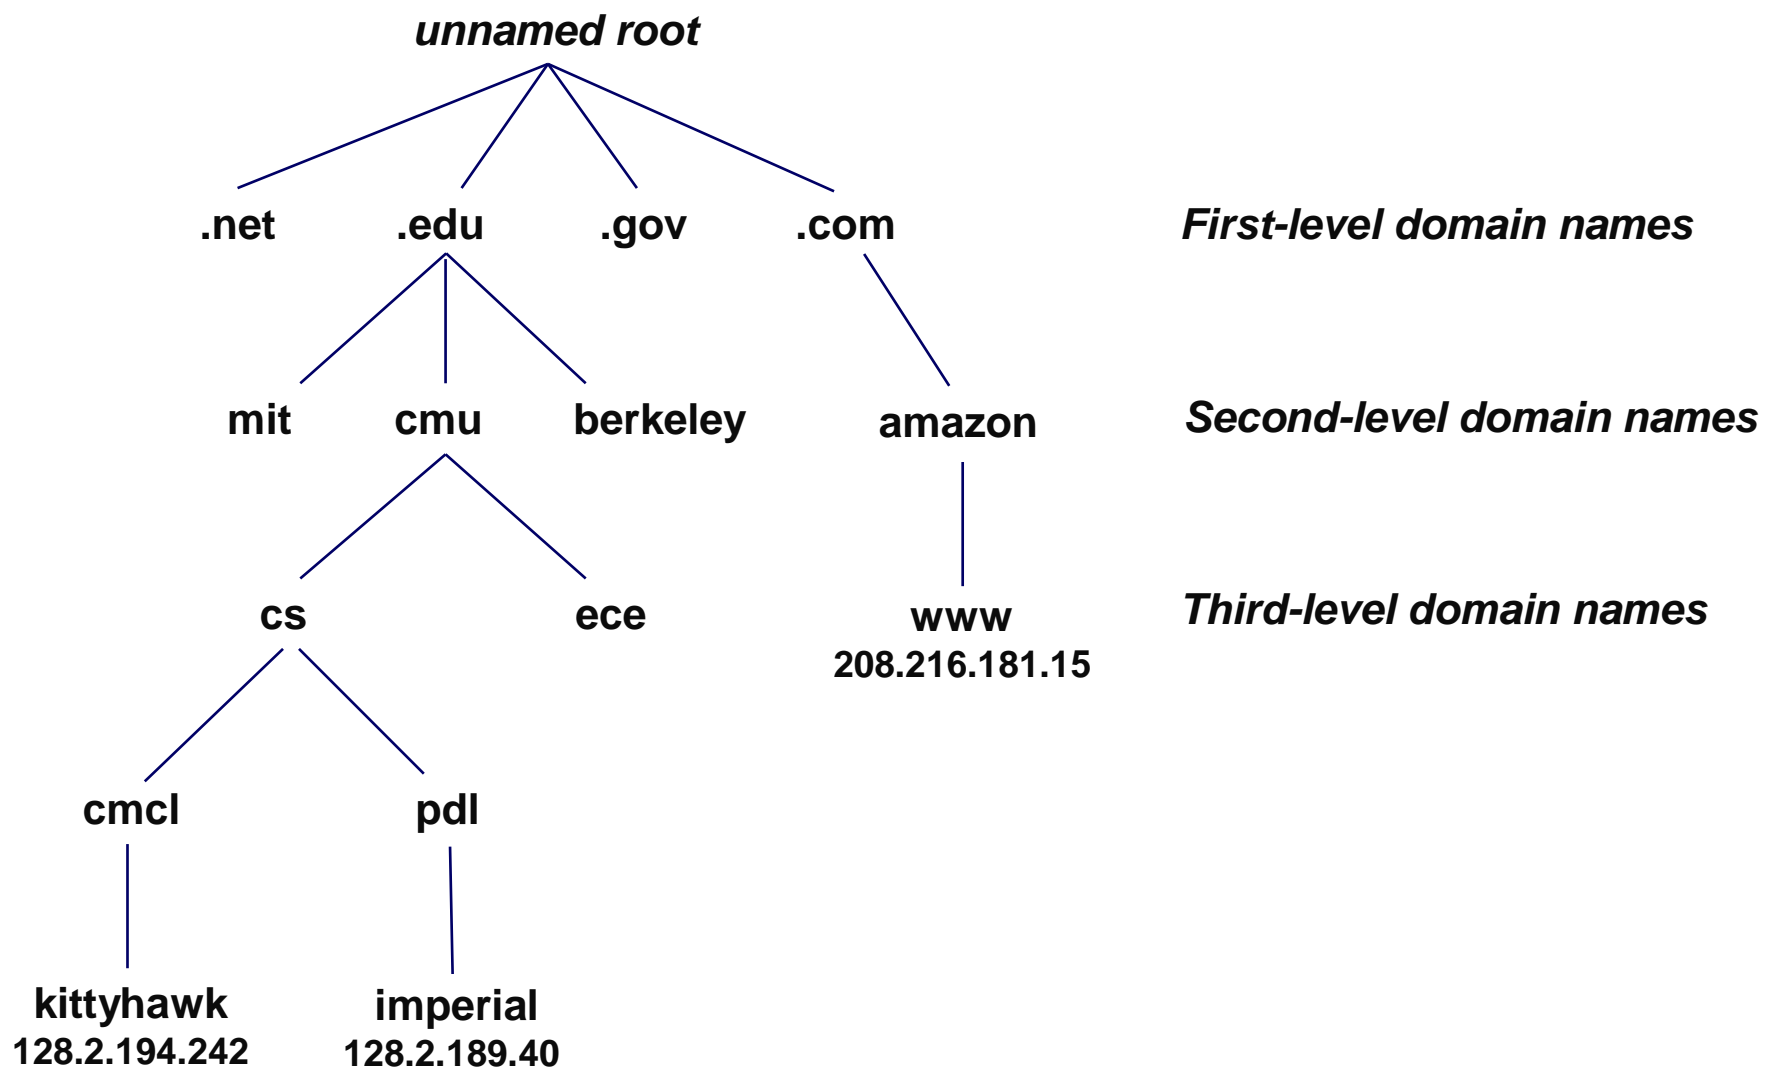 unnamed root
.net .edu .gov .com First-level domain names
mit cmu berkeley amazon Second-level domain names
cs ece www Third-level domain names
208.216.181.15
cmcl pdl
kittyhawk imperial
128.2.194.242 128.2.189.40